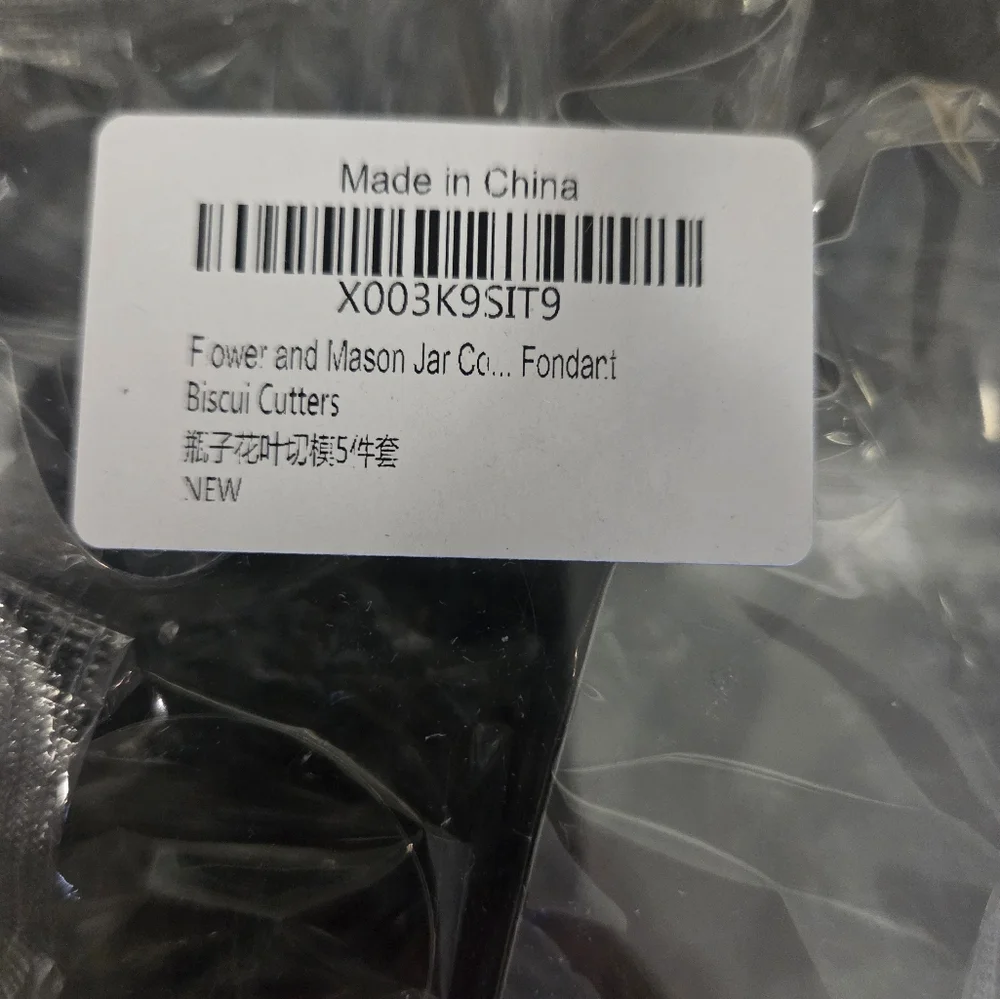 Made in China
X003K9SIT9
Flower and Mason Jar Co... Fondant
Biscui Cutters
瓶子花叶切模5件套
NEW